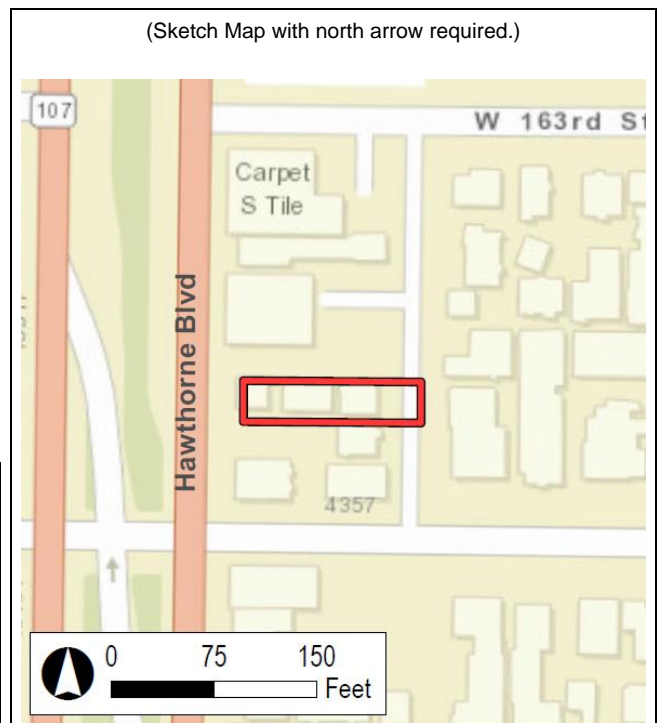 (Sketch Map with north arrow required.)
107
W 163rd St
Carpet
S Tile
Hawthorne Blvd
4357
0 75 150
Feet